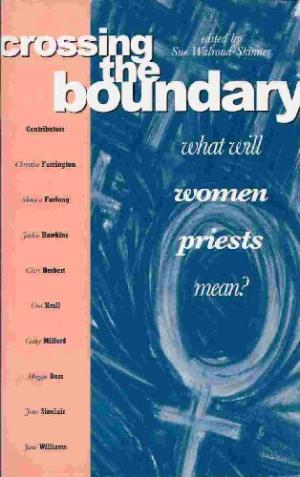 crossing
the
boundary
edited by
Sue Walrond-Skinner
Contributors
Christine Farrington
Monica Furlong
Jackie Hawkins
Clare Herbert
Una Kroll
Cathy Milford
Maggie Ross
Jane Sinclair
Jane Williams
what will
women
priests
mean?